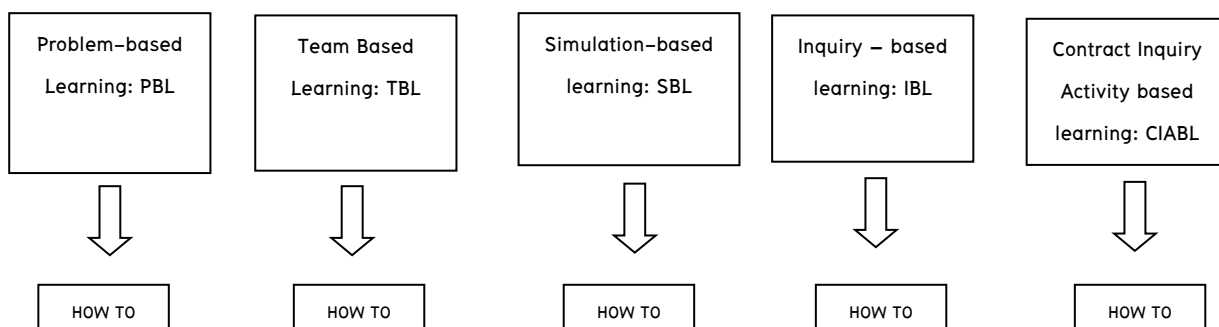 Problem–based
Learning: PBL
Team Based
Learning: TBL
Simulation–based
learning: SBL
Inquiry – based
learning: IBL
Contract Inquiry
Activity based
learning: CIABL
HOW TO
HOW TO
HOW TO
HOW TO
HOW TO